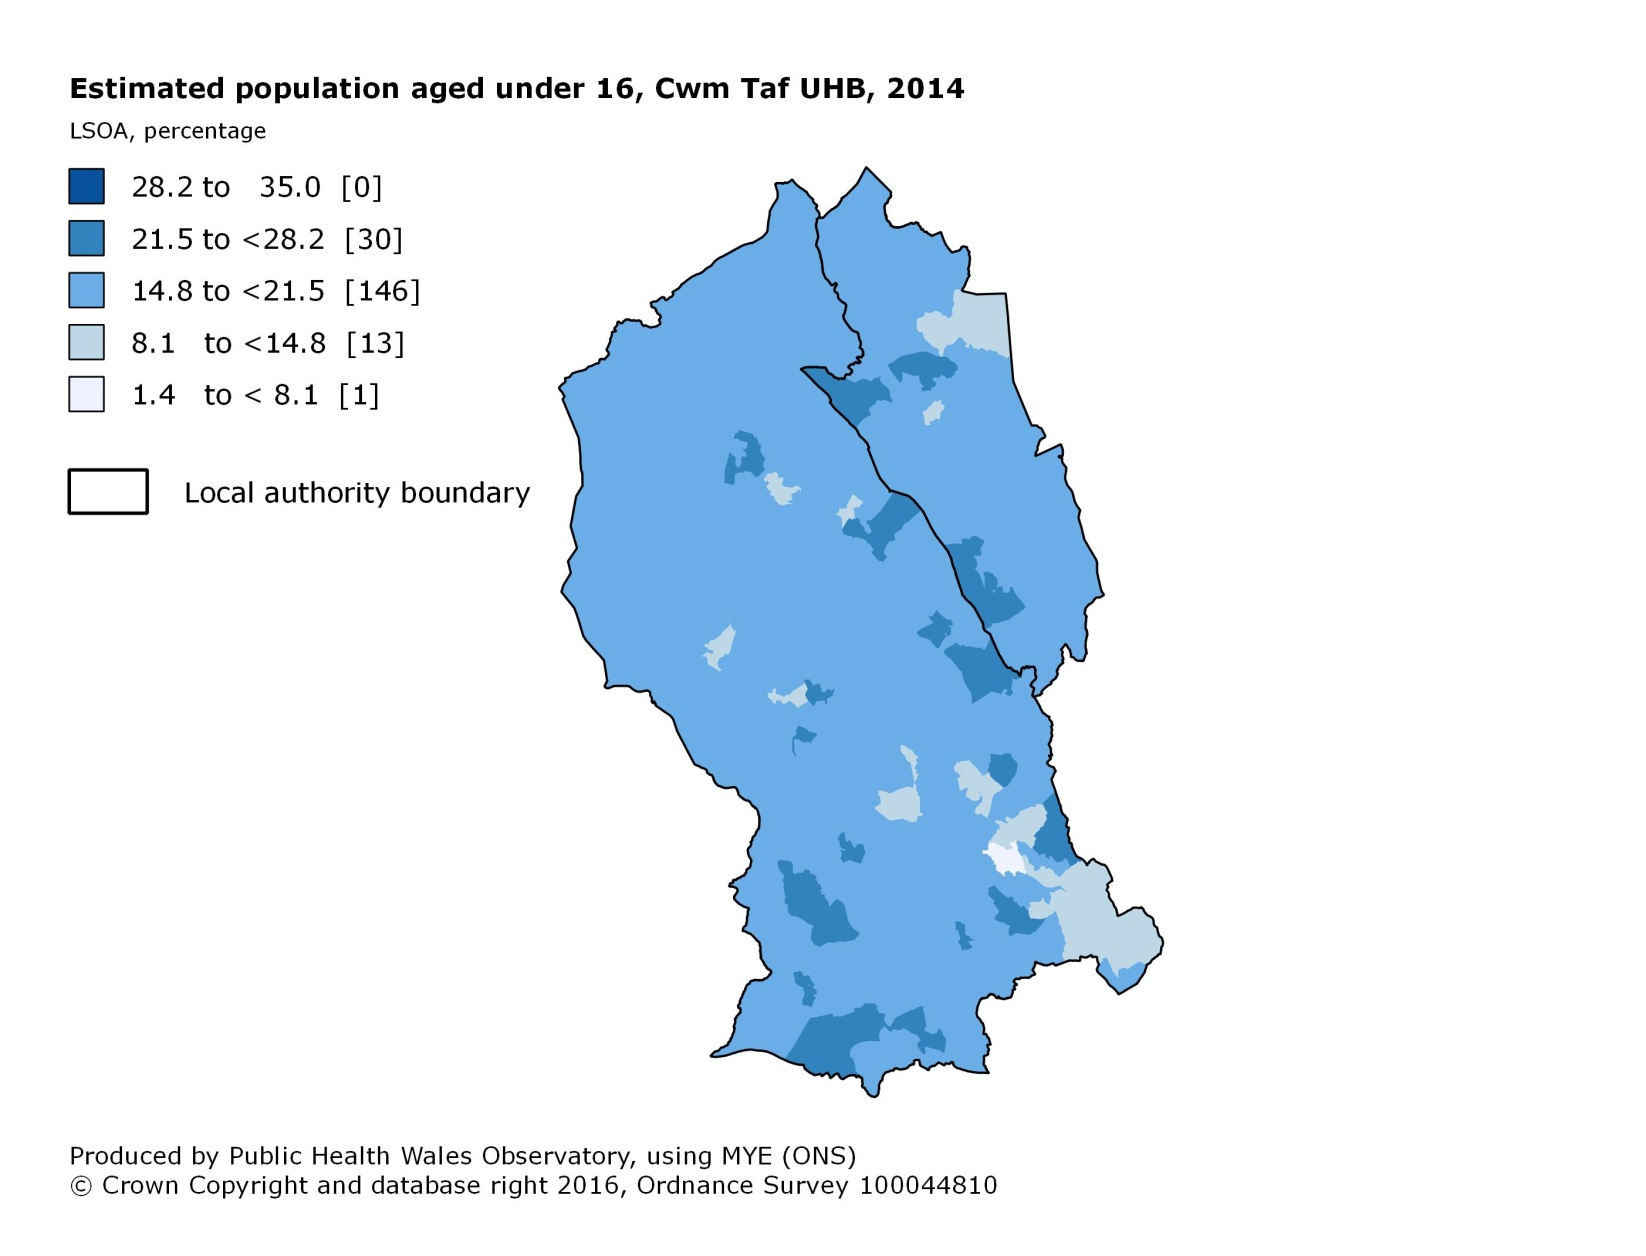 Estimated population aged under 16, Cwm Taf UHB, 2014
LSOA, percentage
28.2 to 35.0 [0]
21.5 to <28.2 [30]
14.8 to <21.5 [146]
8.1 to <14.8 [13]
1.4 to < 8.1 [1]
Local authority boundary
Produced by Public Health Wales Observatory, using MYE (ONS)
© Crown Copyright and database right 2016, Ordnance Survey 100044810